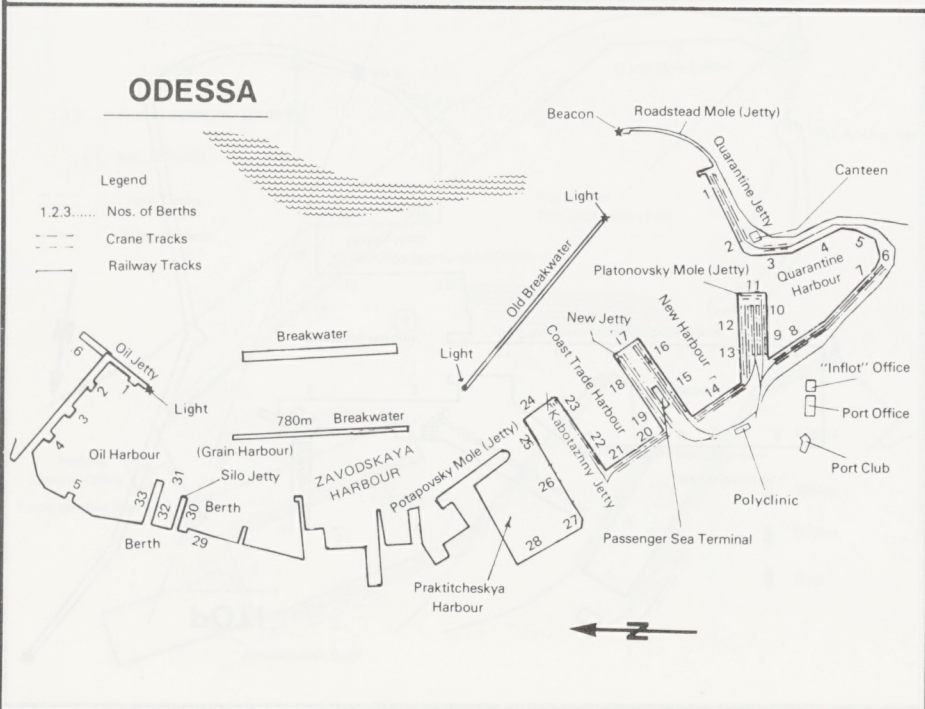 ODESSA
Legend
1.2.3...... Nos. of Berths
Crane Tracks
Railway Tracks
Beacon
Roadstead Mole (Jetty)
Quarantine Jetty
Canteen
Light
Old Breakwater
Platonovsky Mole (Jetty)
Quarantine
Harbour
1
2
3
4
5
6
7
8
9
10
11
12
13
New Harbour
New Jetty
14
15
16
17
18
19
20
Coast Trade Harbour
"Inflot" Office
Port Office
Port Club
Polyclinic
Passenger Sea Terminal
Breakwater
Light
780m Breakwater
(Grain Harbour)
ZAVODSKAYA
HARBOUR
Potapovsky Mole (Jetty)
Kabotazhny Jetty
21
22
23
24
25
26
27
28
Praktitcheskya
Harbour
Oil Jetty
Light
Oil Harbour
6
1
2
3
4
5
Silo Jetty
Berth
Berth
29
30
31
32
33
N